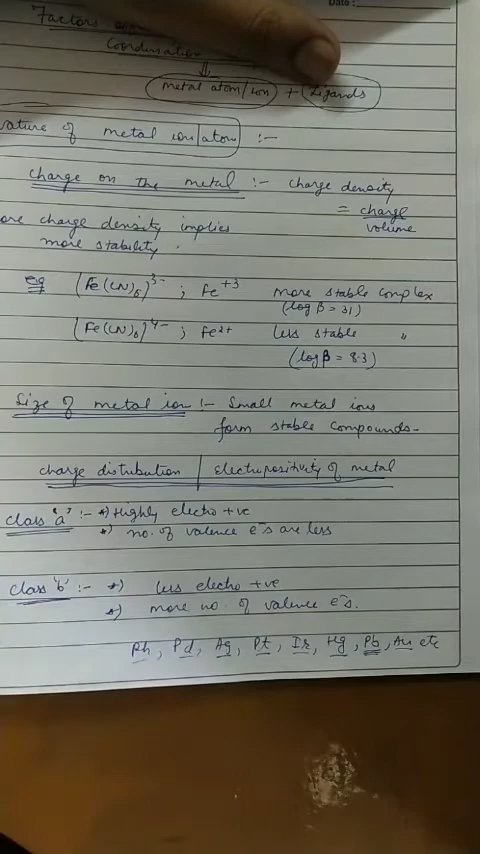 Date :
Factors
Coordination
⇓
metal atom/ion + Ligands
nature of metal ion/atom :-
charge on the metal :- charge density
= charge
volume
ore charge density implies
more stability .
eg [Fe(CN)6]3- ; Fe+3 more stable complex
(log β = 31)
[Fe(CN)6]4- ; Fe2+ less stable "
(log β = 8.3)
Size of metal ion :- Small metal ions
form stable compounds-
charge distribution / electropositivity of metal
class 'a' :- *) Highly electro +ve
*) no. of valence e-s are less
class 'b' :- *) less electro +ve
*) more no. of valence e-s.
Rh, Pd, Ag, Pt, Ir, Hg, Pb, Au etc